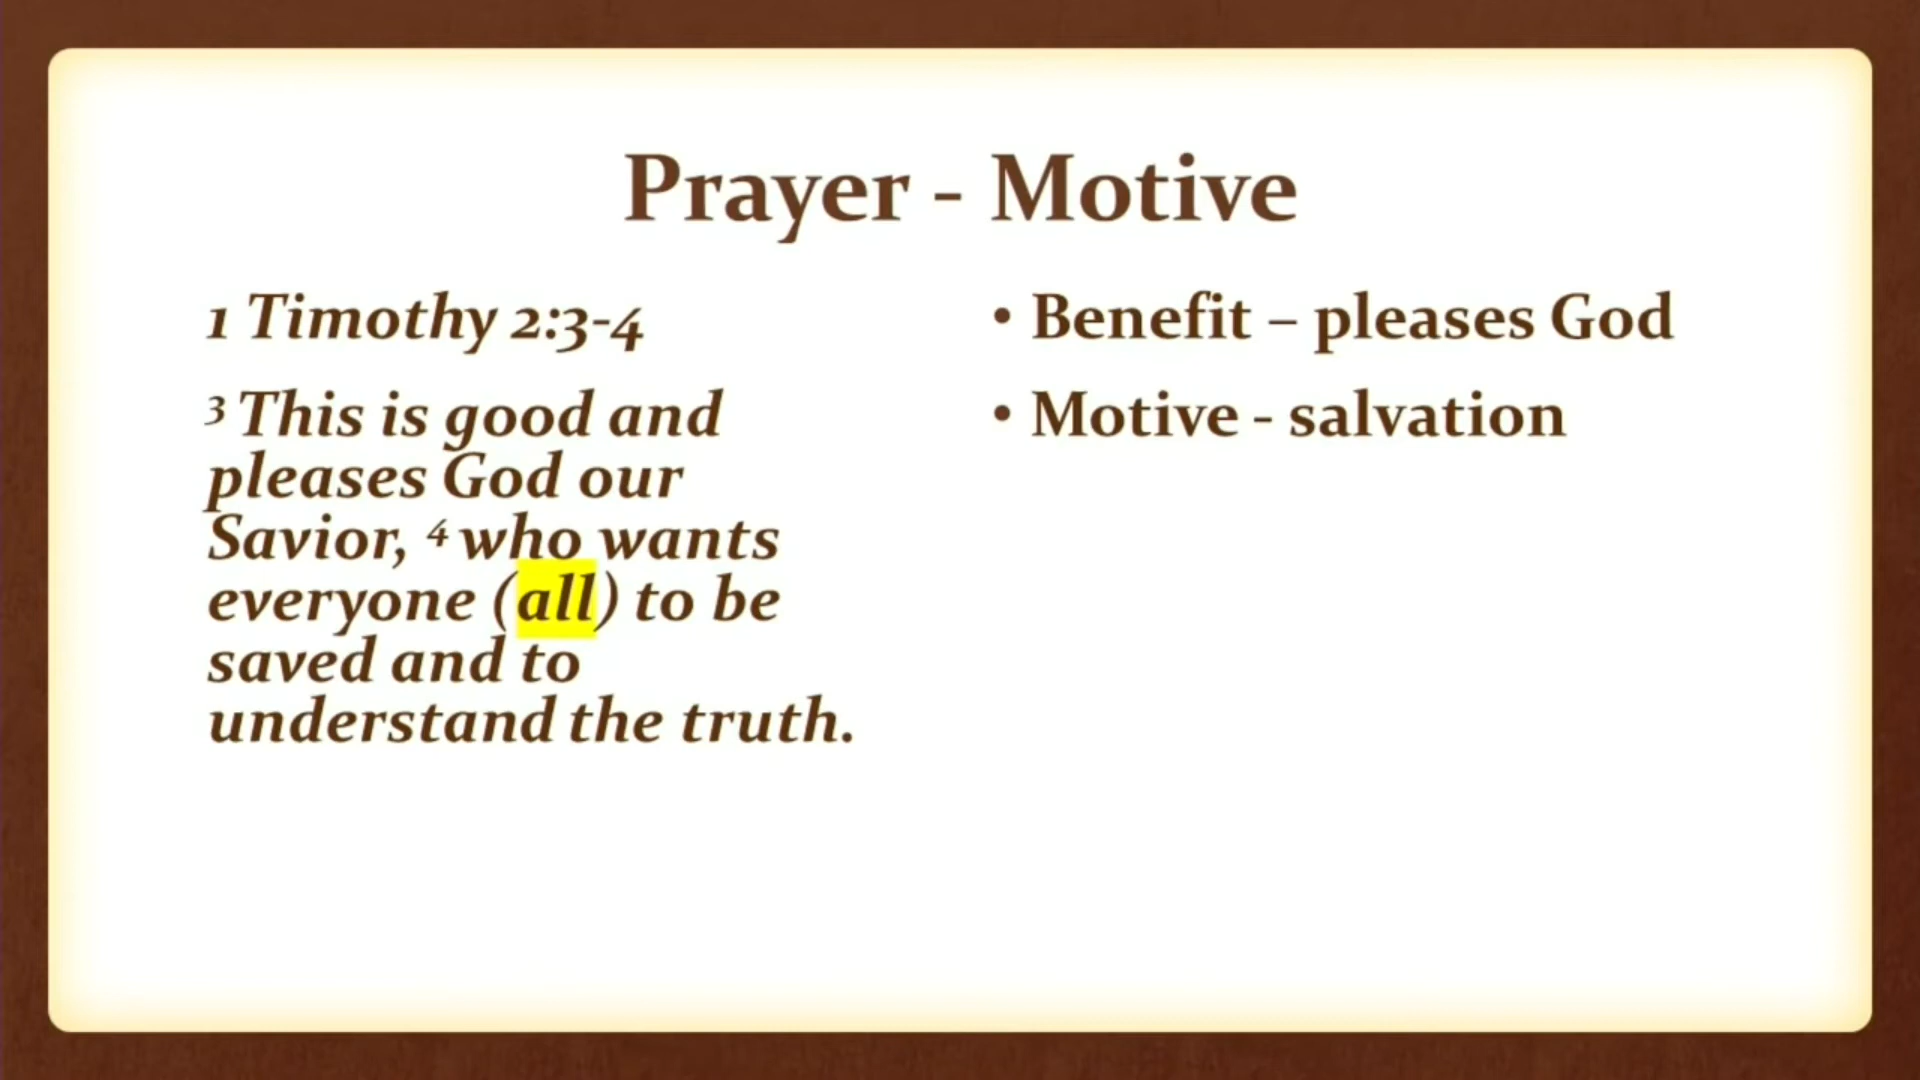 Prayer - Motive
1 Timothy 2:3-4
3 This is good and
pleases God our
Savior, 4 who wants
everyone (all) to be
saved and to
understand the truth.
• Benefit – pleases God
• Motive - salvation